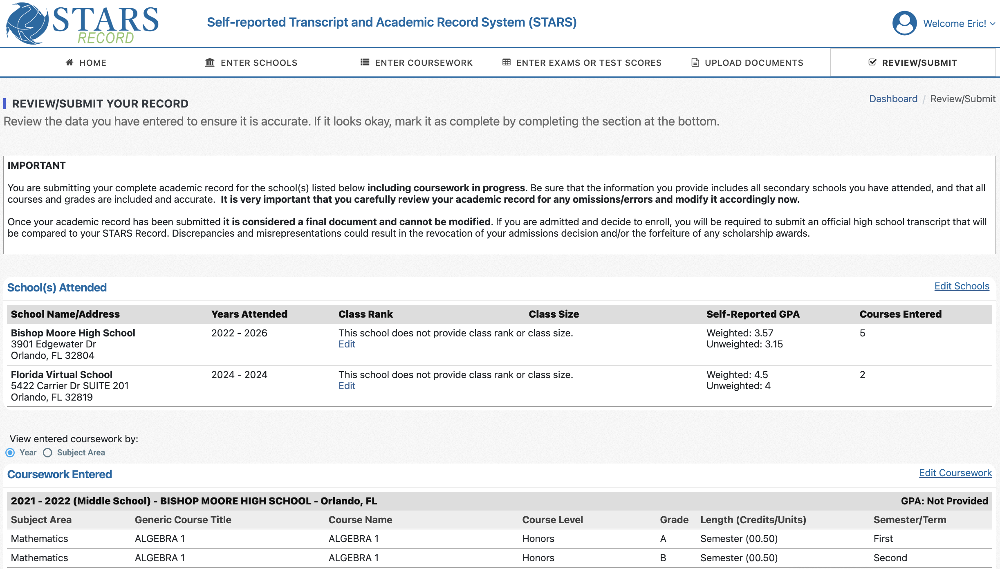 STARS
RECORD
Self-reported Transcript and Academic Record System (STARS)
Welcome Eric!
HOME
ENTER SCHOOLS
ENTER COURSEWORK
ENTER EXAMS OR TEST SCORES
UPLOAD DOCUMENTS
REVIEW/SUBMIT
REVIEW/SUBMIT YOUR RECORD
Dashboard / Review/Submit
Review the data you have entered to ensure it is accurate. If it looks okay, mark it as complete by completing the section at the bottom.
IMPORTANT
You are submitting your complete academic record for the school(s) listed below including coursework in progress. Be sure that the information you provide includes all secondary schools you have attended, and that all
courses and grades are included and accurate. It is very important that you carefully review your academic record for any omissions/errors and modify it accordingly now.
Once your academic record has been submitted it is considered a final document and cannot be modified. If you are admitted and decide to enroll, you will be required to submit an official high school transcript that will
be compared to your STARS Record. Discrepancies and misrepresentations could result in the revocation of your admissions decision and/or the forfeiture of any scholarship awards.
School(s) Attended
Edit Schools
School Name/Address Years Attended Class Rank Class Size Self-Reported GPA Courses Entered
Bishop Moore High School 2022 - 2026 This school does not provide class rank or class size. Weighted: 3.57 5
3901 Edgewater Dr Edit Unweighted: 3.15
Orlando, FL 32804
Florida Virtual School 2024 - 2024 This school does not provide class rank or class size. Weighted: 4.5 2
5422 Carrier Dr SUITE 201 Edit Unweighted: 4
Orlando, FL 32819
View entered coursework by:
Year Subject Area
Coursework Entered
Edit Coursework
2021 - 2022 (Middle School) - BISHOP MOORE HIGH SCHOOL - Orlando, FL GPA: Not Provided
Subject Area Generic Course Title Course Name Course Level Grade Length (Credits/Units) Semester/Term
Mathematics ALGEBRA 1 ALGEBRA 1 Honors A Semester (00.50) First
Mathematics ALGEBRA 1 ALGEBRA 1 Honors B Semester (00.50) Second